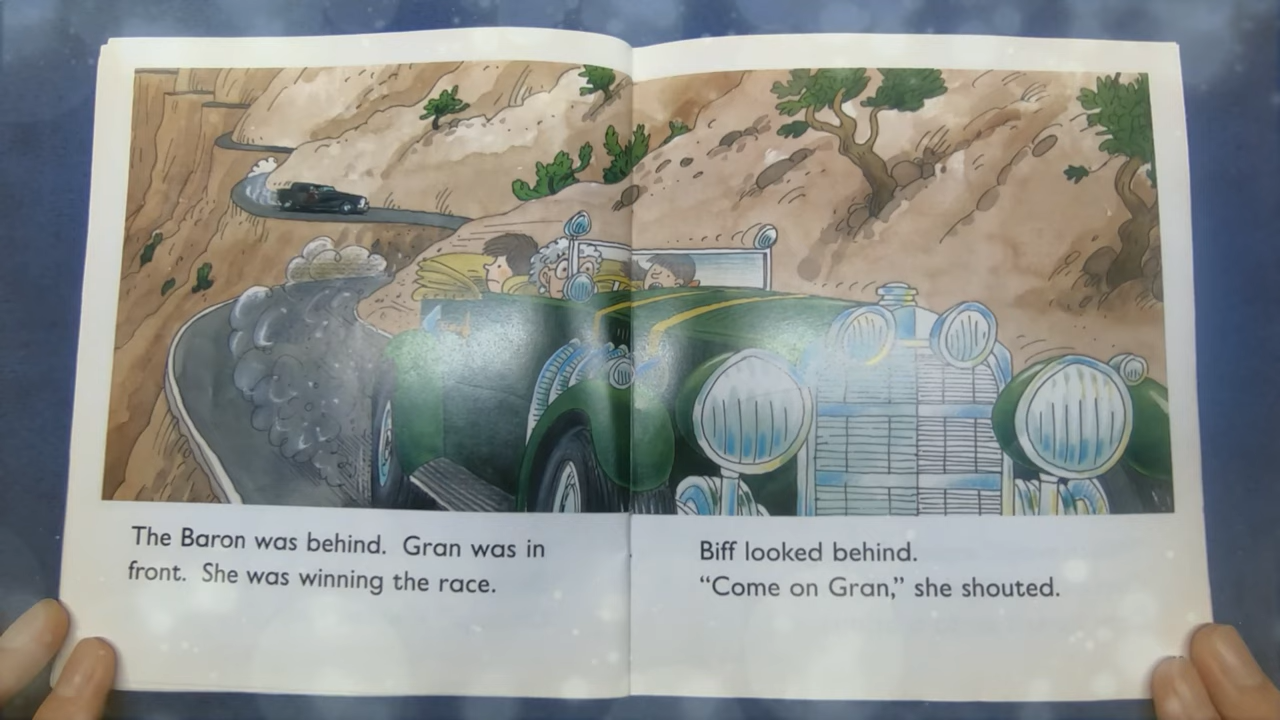 The Baron was behind. Gran was in
front. She was winning the race.
Biff looked behind.
“Come on Gran,” she shouted.